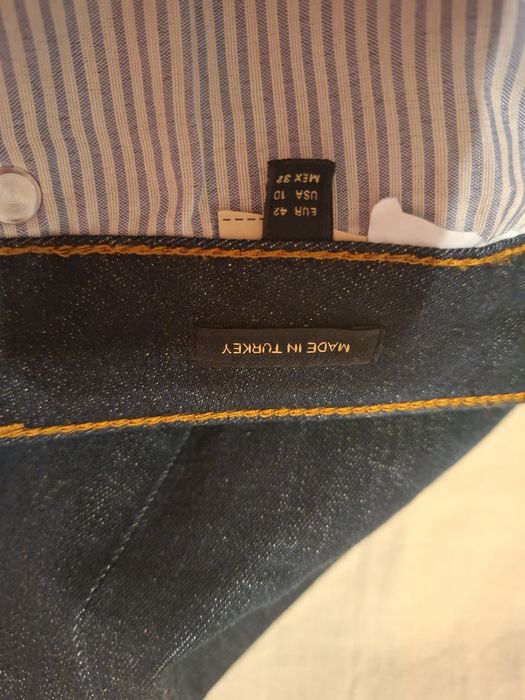 EUR 42
USA 10
MEX 32
MADE IN TURKEY